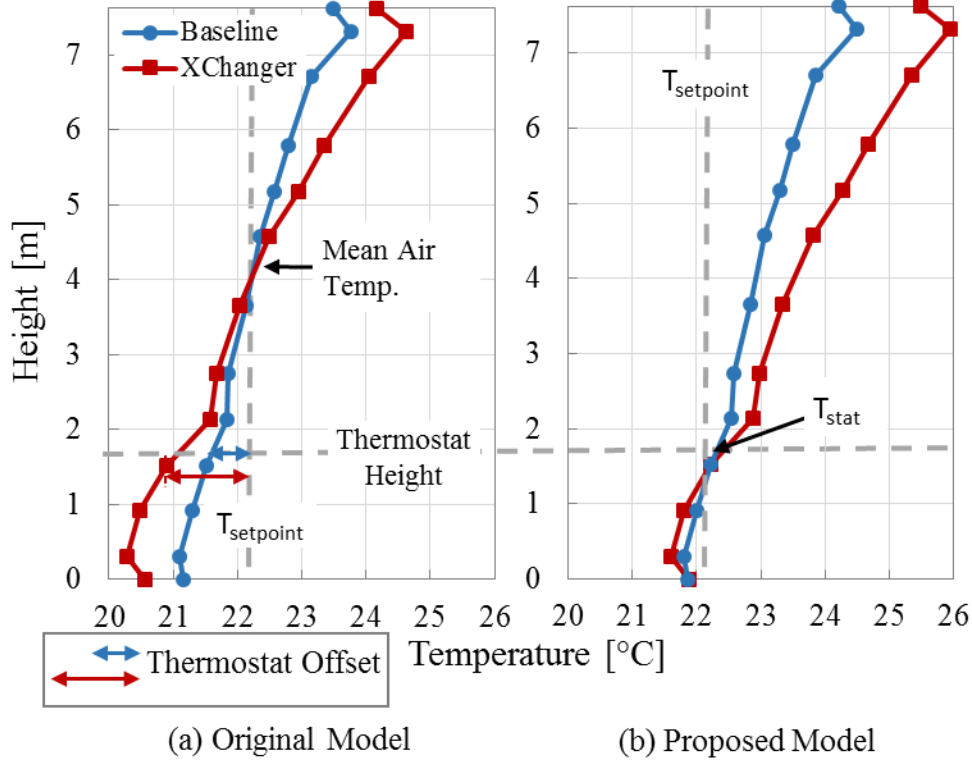 Baseline
XChanger
Mean Air
Temp.
Thermostat
Height
Tsetpoint
Tsetpoint
Tstat
Height [m]
7
6
5
4
3
2
1
0
20 21 22 23 24 25 26
7
6
5
4
3
2
1
0
20 21 22 23 24 25 26
Thermostat Offset
Temperature [°C]
(a) Original Model
(b) Proposed Model